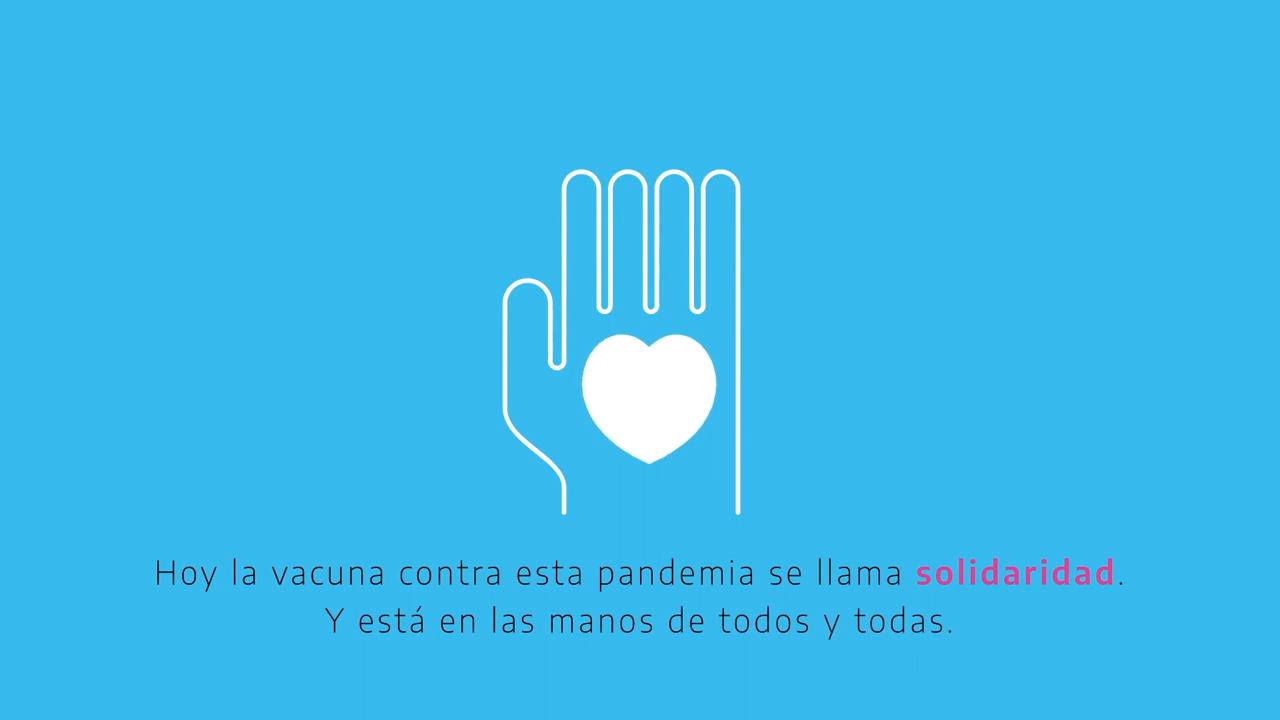 Hoy la vacuna contra esta pandemia se llama solidaridad.
Y está en las manos de todos y todas.